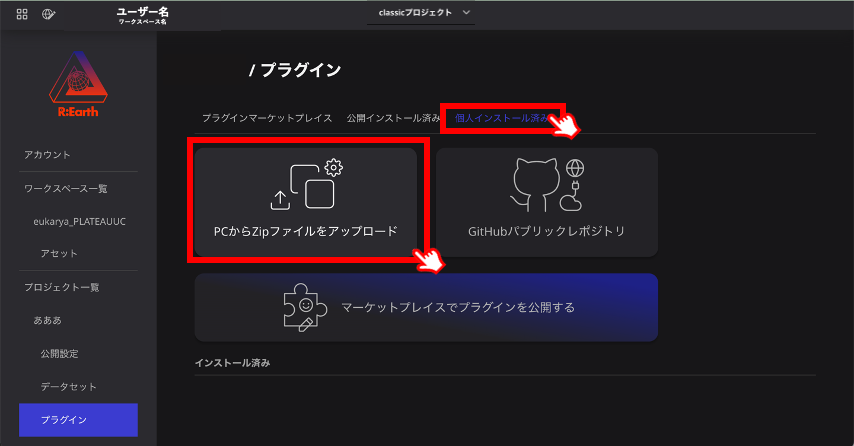 ユーザー名
ワークスペース名
classicプロジェクト
R:Earth
/ プラグイン
プラグインマーケットプレイス
公開インストール済み
個人インストール済み
アカウント
ワークスペース一覧
eukarya_PLATEAUUC
アセット
プロジェクト一覧
あああ
公開設定
データセット
プラグイン
PCからZipファイルをアップロード
GitHubパブリックレポジトリ
マーケットプレイスでプラグインを公開する
インストール済み